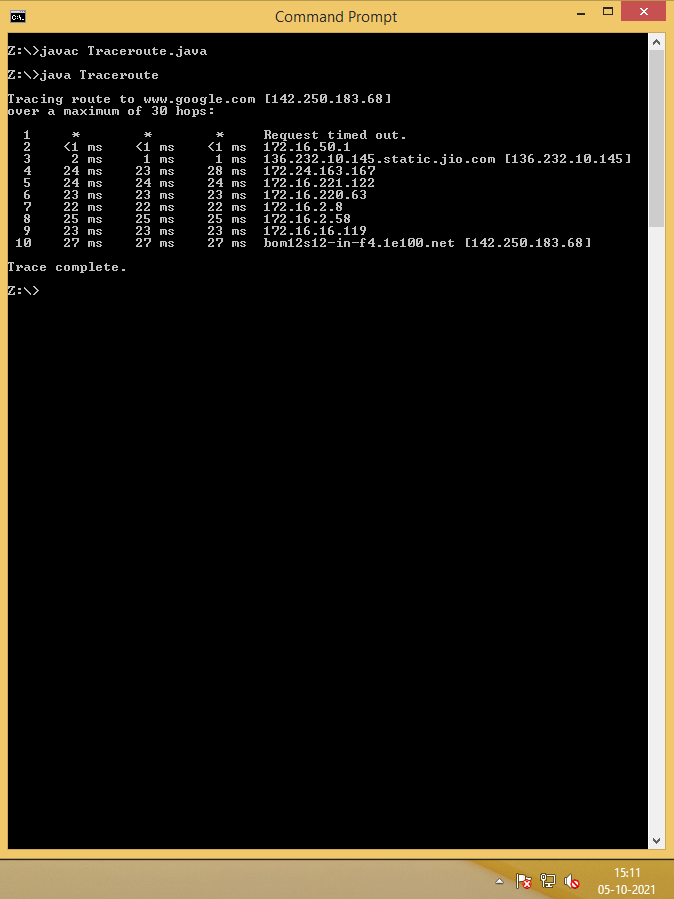 Command Prompt
Z:\>javac Traceroute.java
Z:\>java Traceroute
Tracing route to www.google.com [142.250.183.68]
over a maximum of 30 hops:
1 * * * Request timed out.
2 <1 ms <1 ms <1 ms 172.16.50.1
3 2 ms 1 ms 1 ms 136.232.10.145.static.jio.com [136.232.10.145]
4 24 ms 23 ms 28 ms 172.24.163.167
5 24 ms 24 ms 24 ms 172.16.221.122
6 23 ms 23 ms 23 ms 172.16.220.63
7 22 ms 22 ms 22 ms 172.16.2.8
8 25 ms 25 ms 25 ms 172.16.2.58
9 23 ms 23 ms 23 ms 172.16.16.119
10 27 ms 27 ms 27 ms bom12s12-in-f4.1e100.net [142.250.183.68]
Trace complete.
Z:\>
15:11
05-10-2021